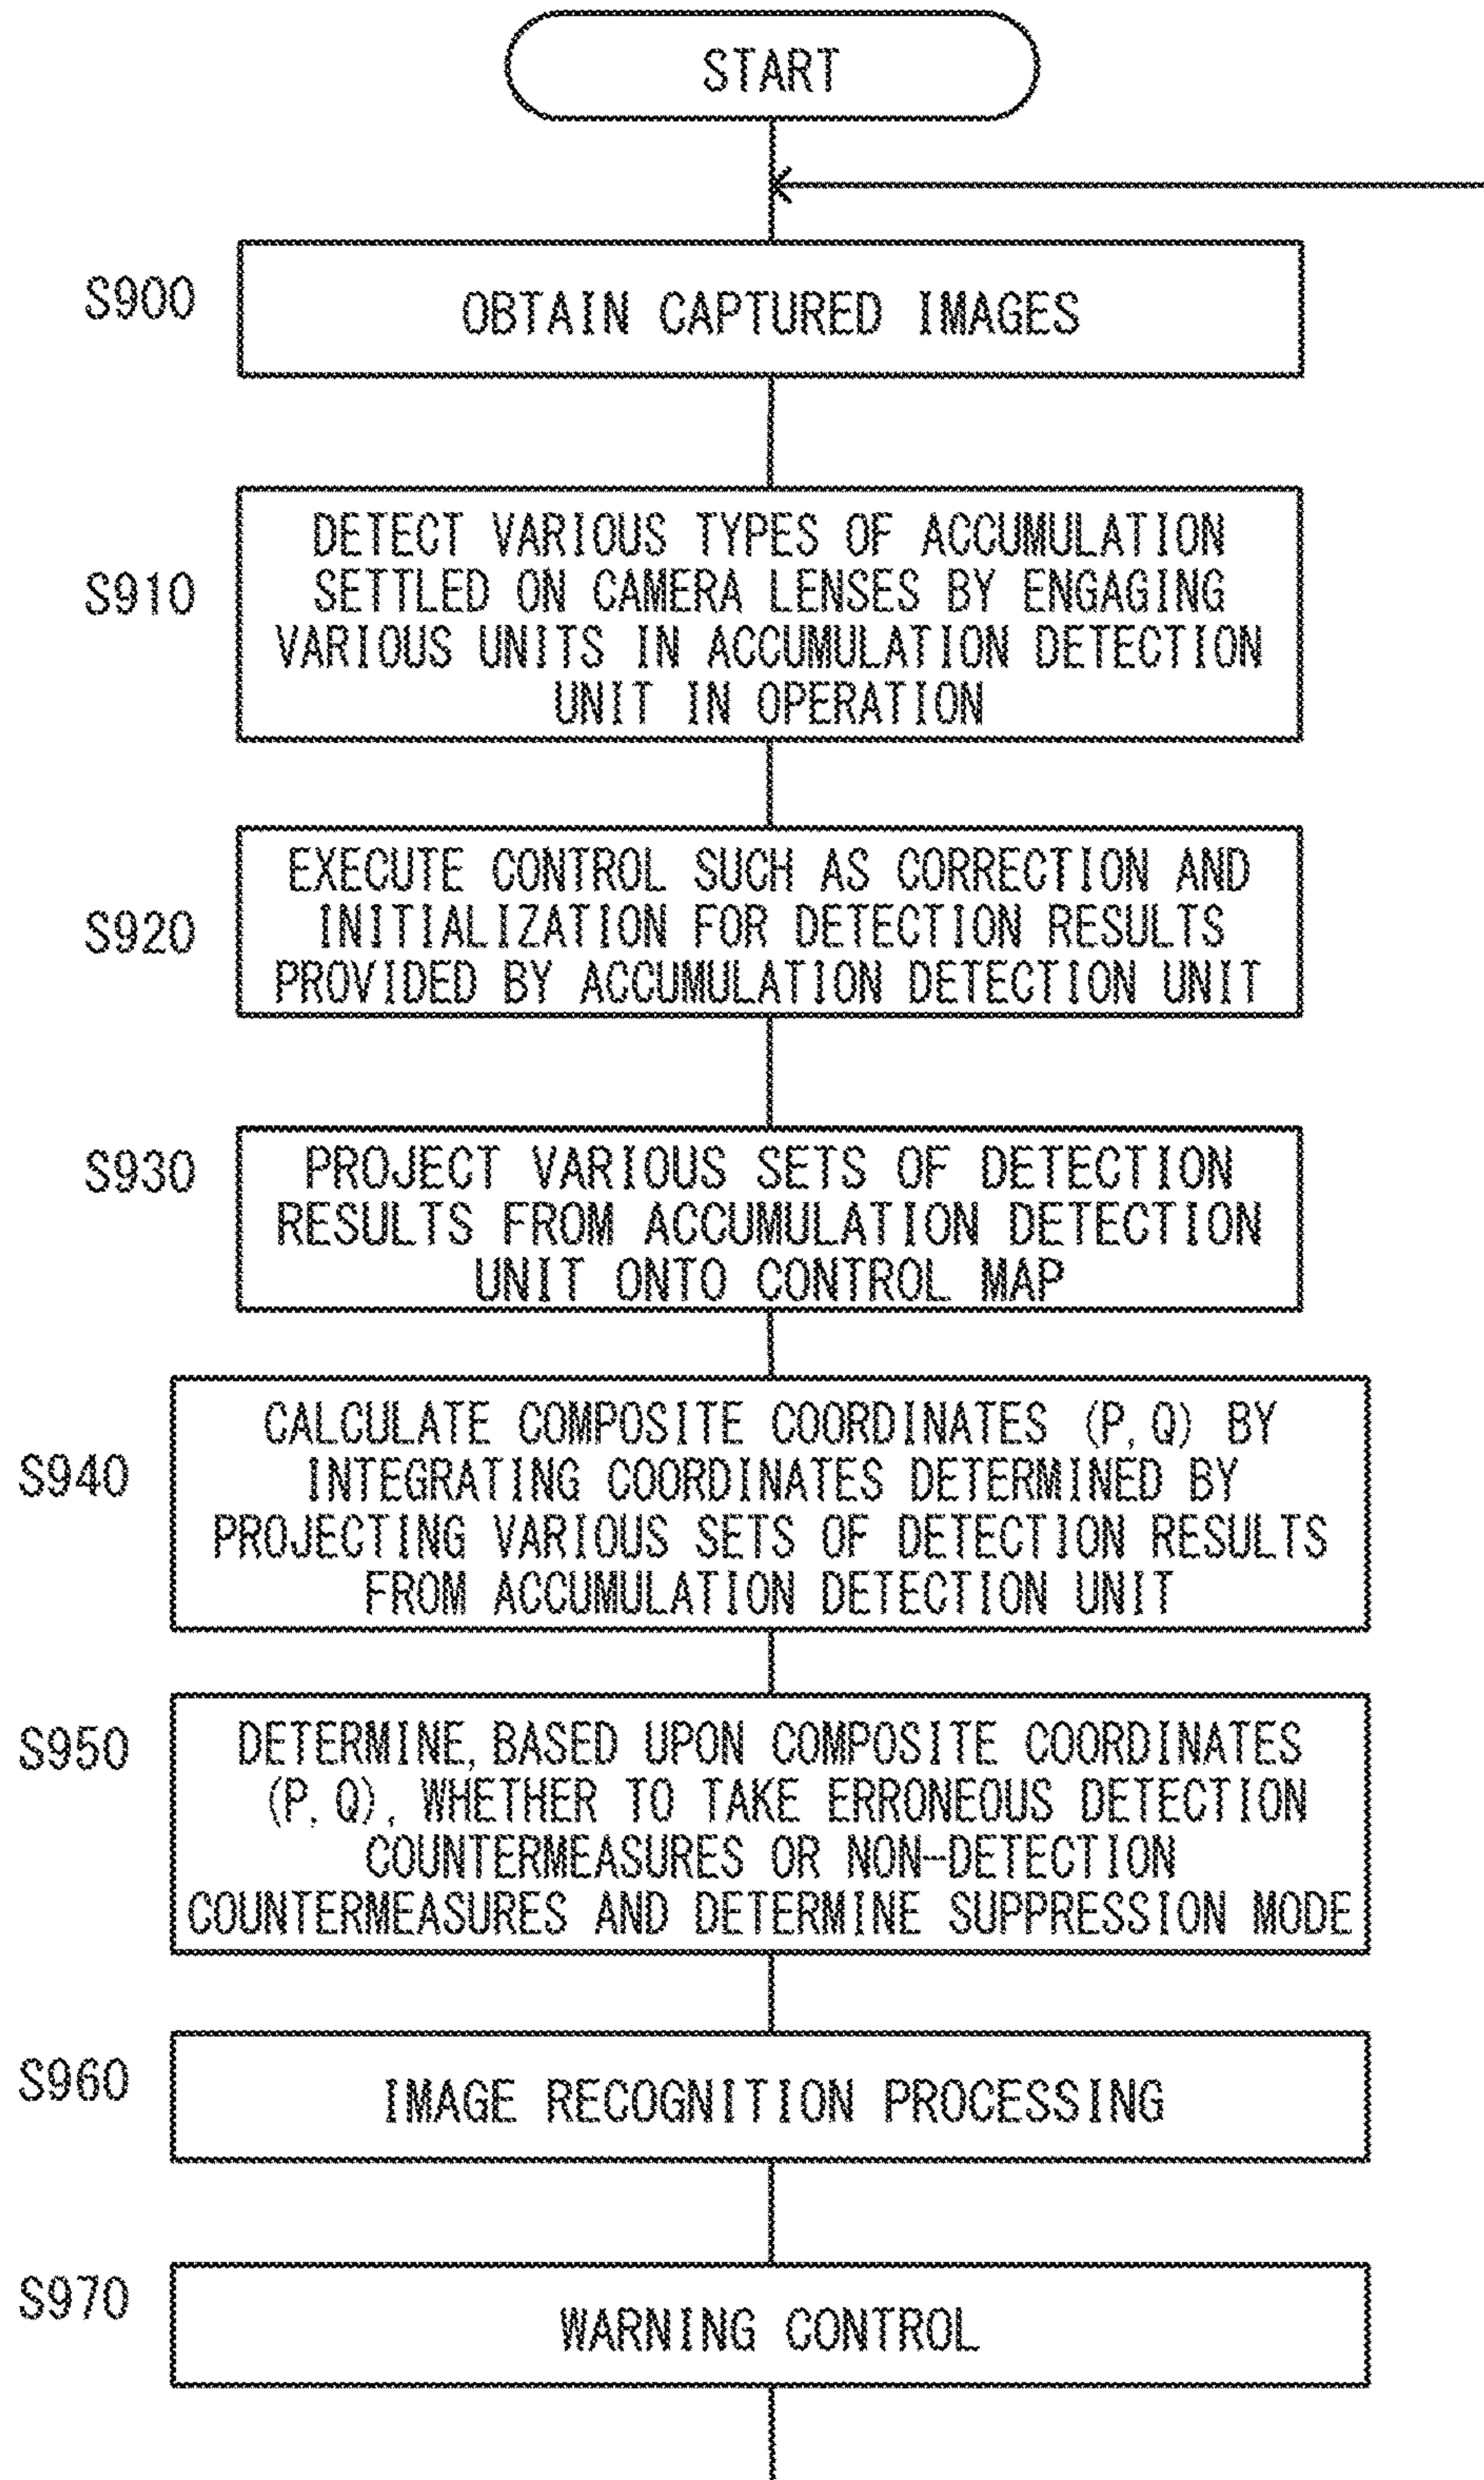 START
S900
OBTAIN CAPTURED IMAGES
S910
DETECT VARIOUS TYPES OF ACCUMULATION
SETTLED ON CAMERA LENSES BY ENGAGING
VARIOUS UNITS IN ACCUMULATION DETECTION
UNIT IN OPERATION
S920
EXECUTE CONTROL SUCH AS CORRECTION AND
INITIALIZATION FOR DETECTION RESULTS
PROVIDED BY ACCUMULATION DETECTION UNIT
S930
PROJECT VARIOUS SETS OF DETECTION
RESULTS FROM ACCUMULATION DETECTION
UNIT ONTO CONTROL MAP
S940
CALCULATE COMPOSITE COORDINATES (P, Q) BY
INTEGRATING COORDINATES DETERMINED BY
PROJECTING VARIOUS SETS OF DETECTION RESULTS
FROM ACCUMULATION DETECTION UNIT
S950
DETERMINE, BASED UPON COMPOSITE COORDINATES
(P, Q), WHETHER TO TAKE ERRONEOUS DETECTION
COUNTERMEASURES OR NON-DETECTION
COUNTERMEASURES AND DETERMINE SUPPRESSION MODE
S960
IMAGE RECOGNITION PROCESSING
S970
WARNING CONTROL